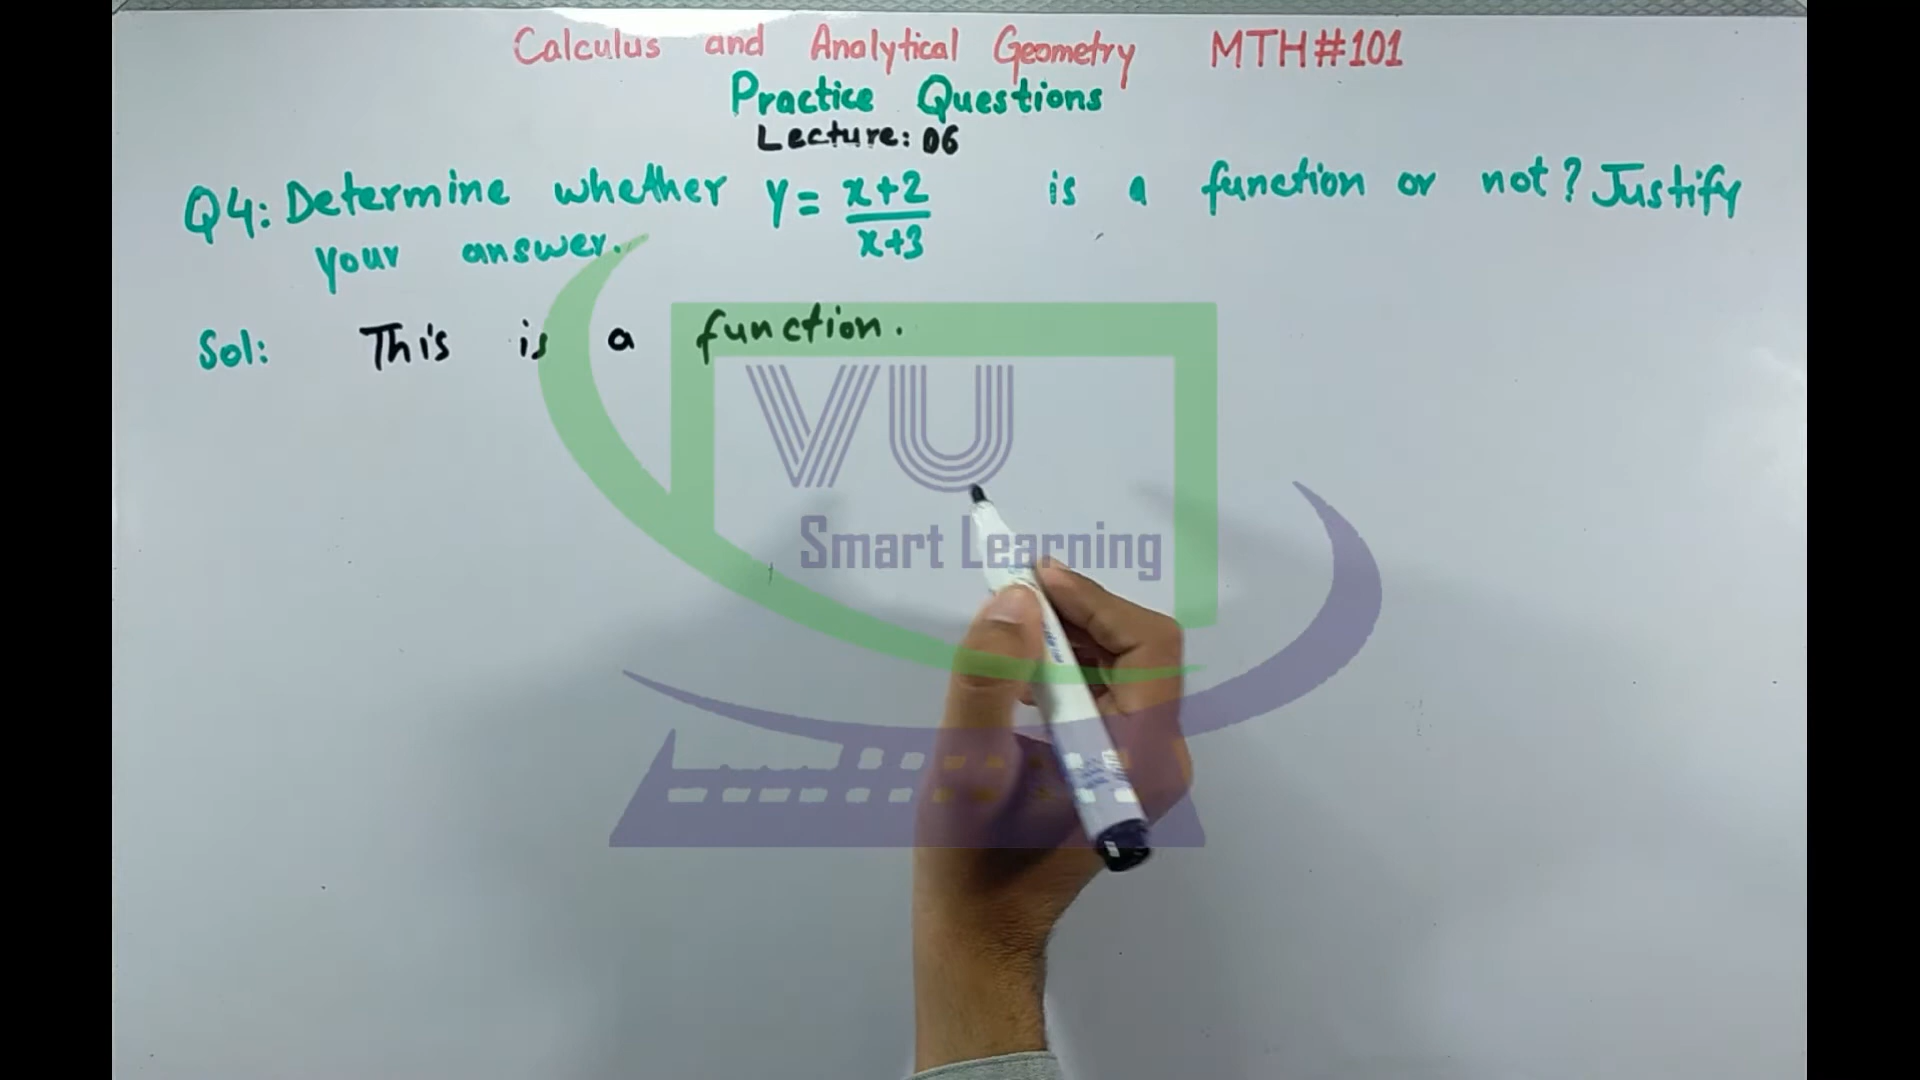 Calculus and Analytical Geometry MTH#101
Practice Questions
Lecture: 06
Q4: Determine whether y = x+2 / x+3 is a function or not? Justify
your answer.
Sol: This is a function.
VU
Smart Learning